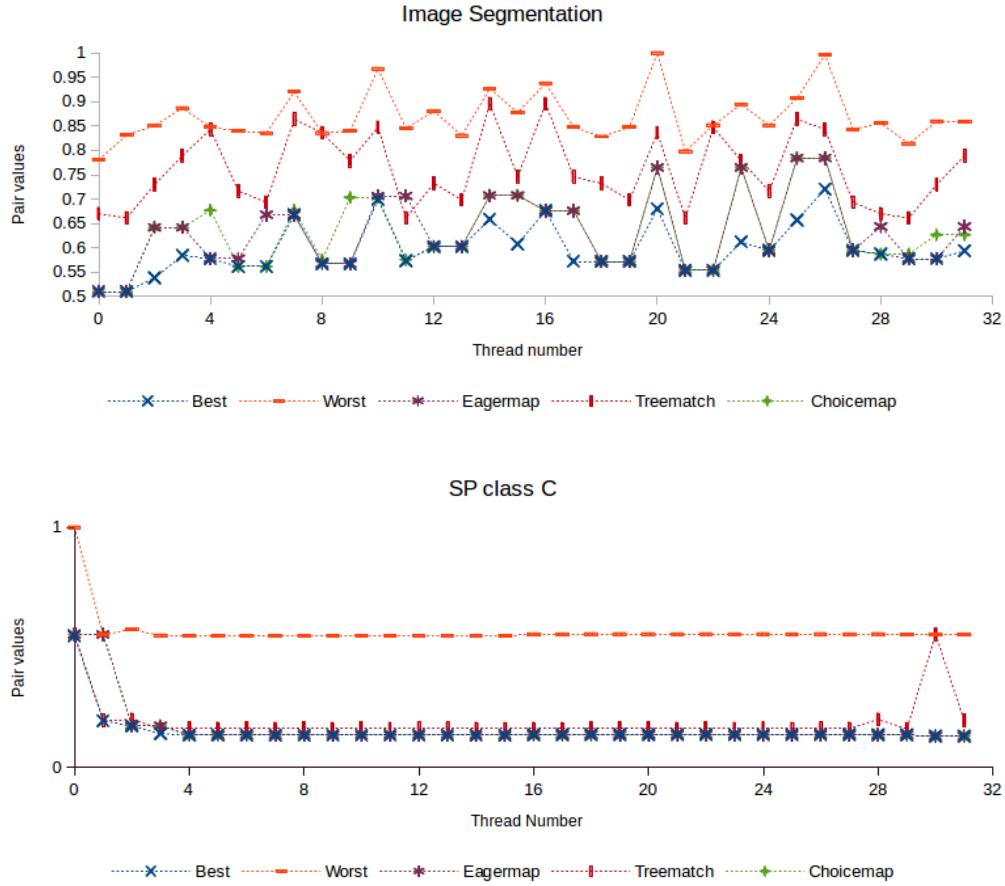 Image Segmentation
1
0.95
0.9
0.85
0.8
0.75
0.7
0.65
0.6
0.55
0.5
Pair values
0 4 8 12 16 20 24 28 32
Thread number
Best Worst Eagermap Treematch Choicemap
SP class C
1
Pair values
0
0 4 8 12 16 20 24 28 32
Thread Number
Best Worst Eagermap Treematch Choicemap